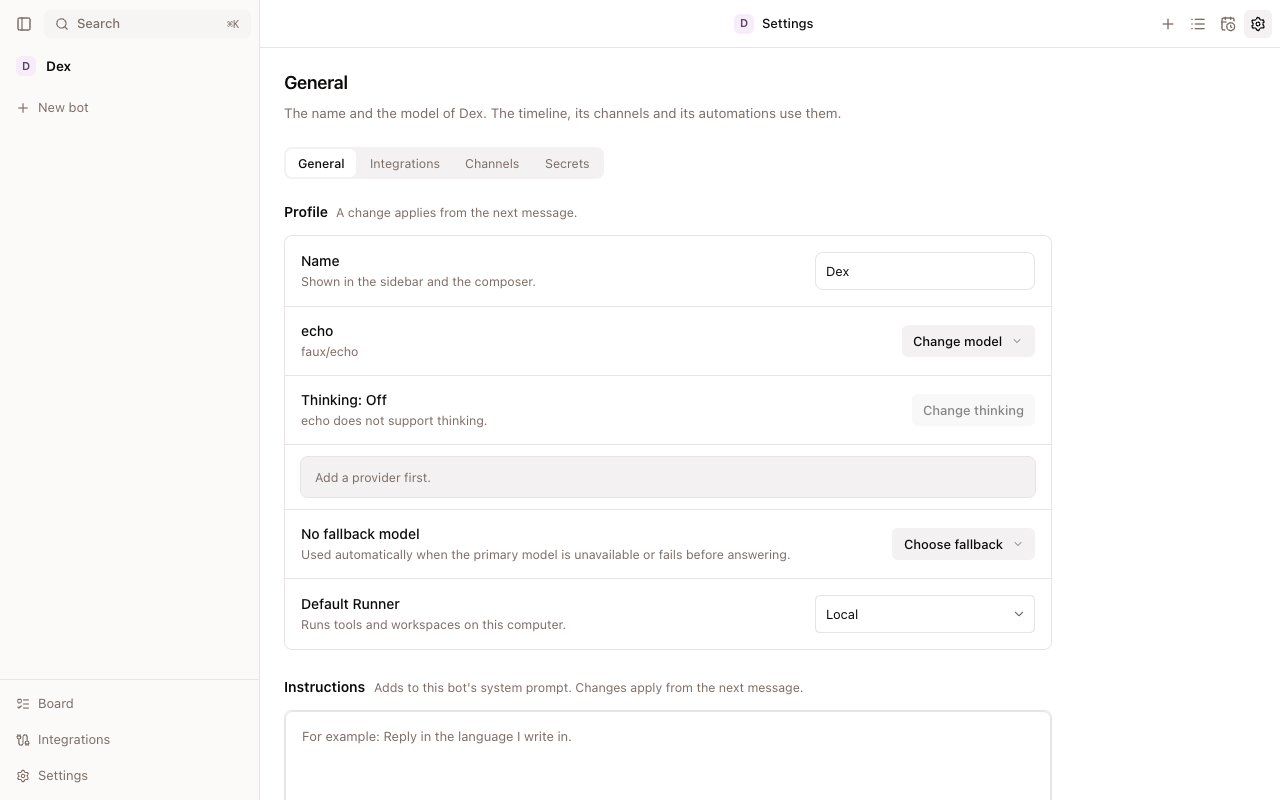 Search
⌘K
D Settings
D Dex
New bot
General
The name and the model of Dex. The timeline, its channels and its automations use them.
General Integrations Channels Secrets
Profile A change applies from the next message.
Name
Shown in the sidebar and the composer.
Dex
echo
faux/echo
Change model
Thinking: Off
echo does not support thinking.
Change thinking
Add a provider first.
No fallback model
Used automatically when the primary model is unavailable or fails before answering.
Choose fallback
Default Runner
Runs tools and workspaces on this computer.
Local
Instructions Adds to this bot's system prompt. Changes apply from the next message.
For example: Reply in the language I write in.
Board
Integrations
Settings